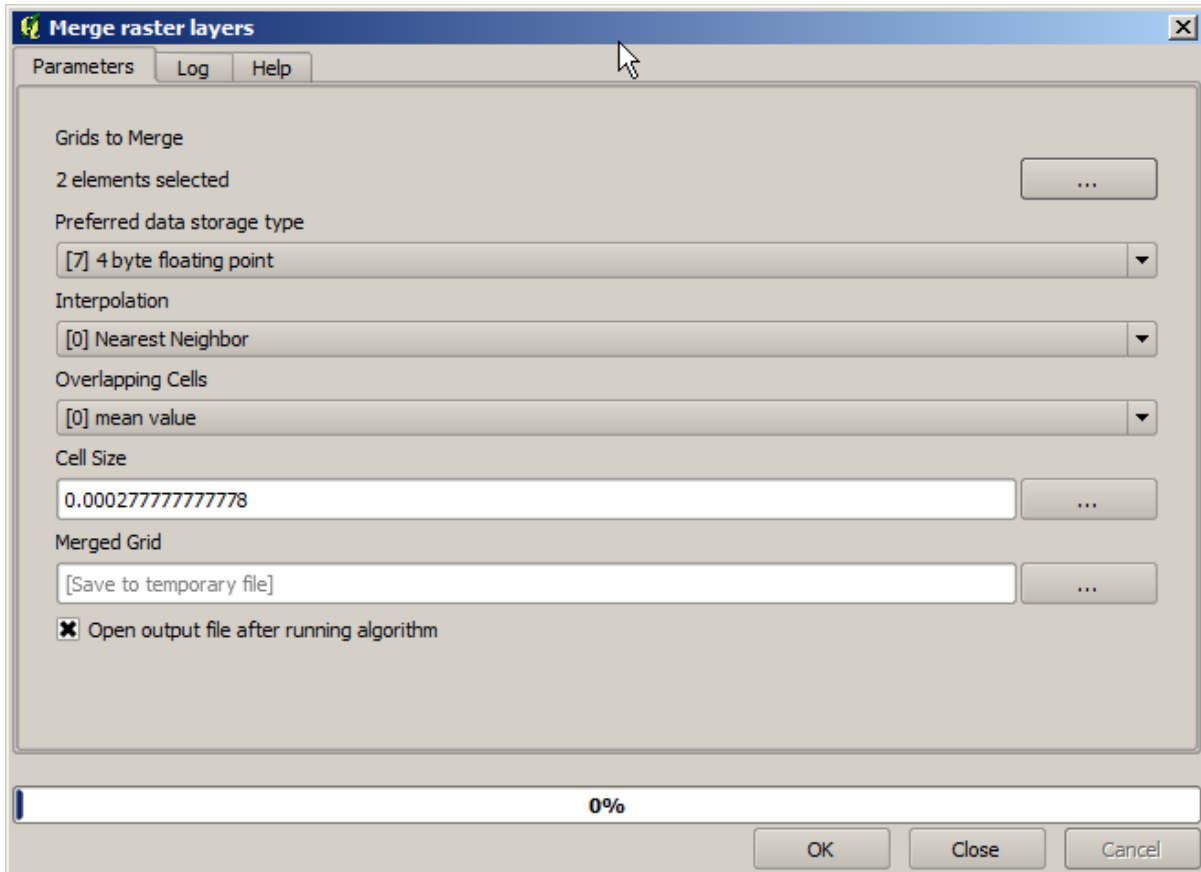 Merge raster layers
Parameters Log Help
Grids to Merge
2 elements selected
...
Preferred data storage type
[7] 4 byte floating point
Interpolation
[0] Nearest Neighbor
Overlapping Cells
[0] mean value
Cell Size
0.000277777777778
...
Merged Grid
[Save to temporary file]
...
Open output file after running algorithm
0%
OK Close Cancel